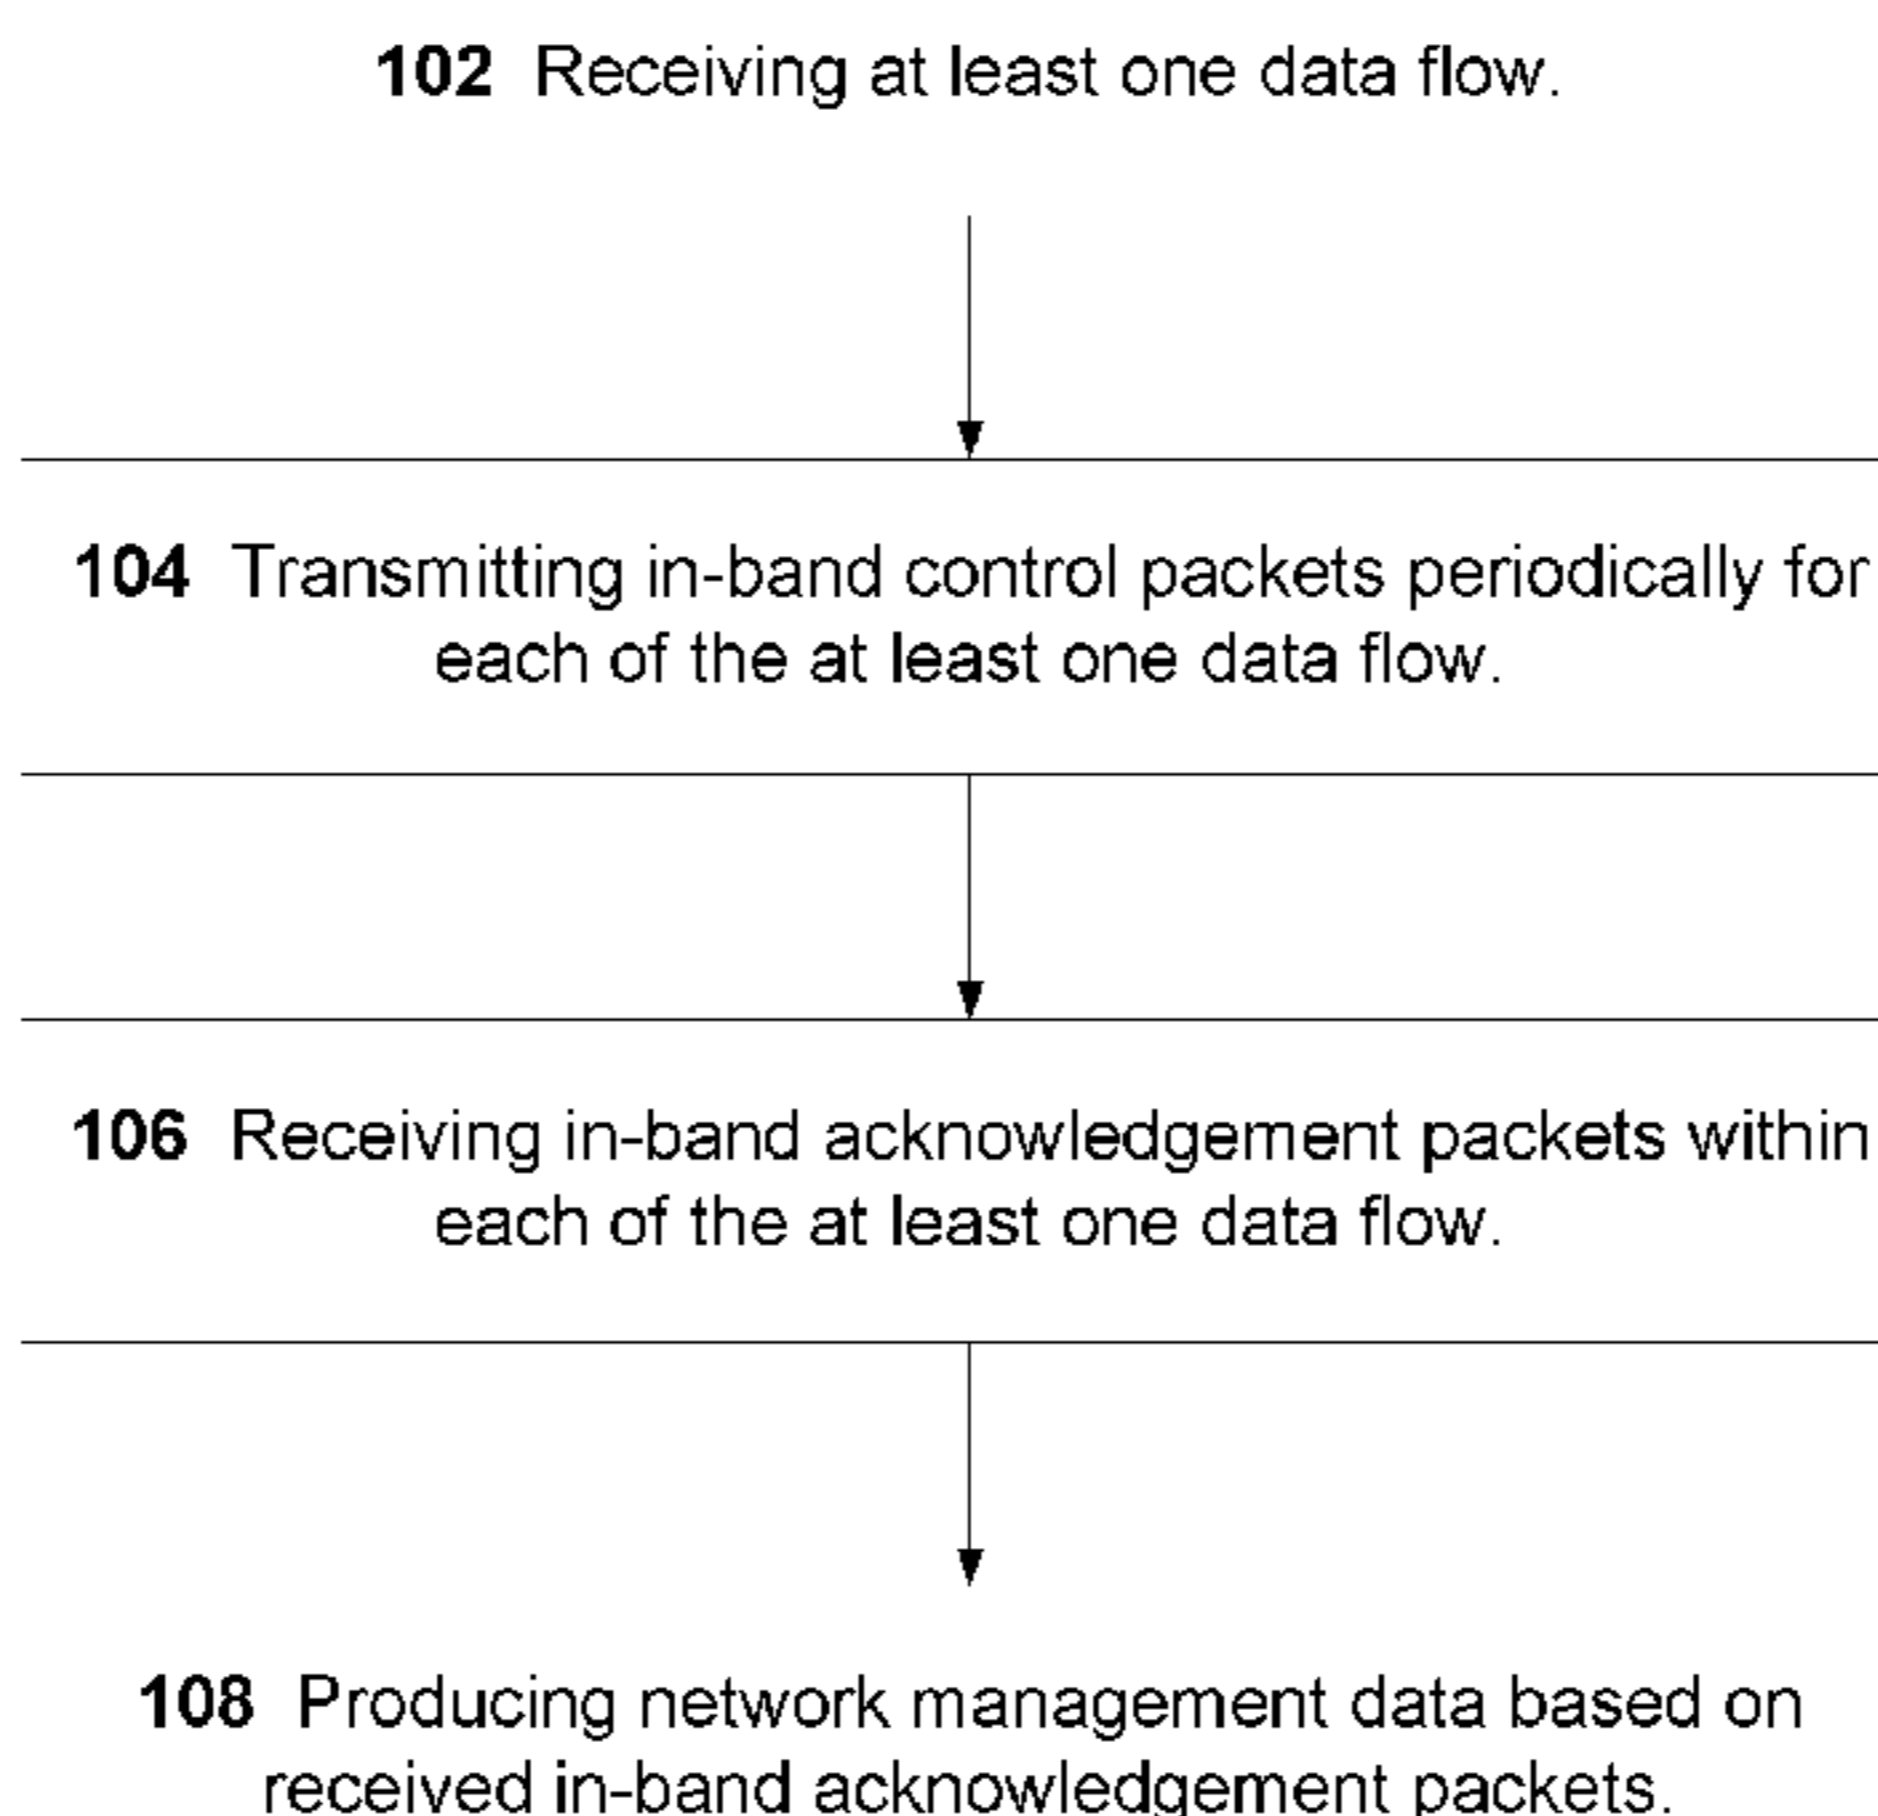 102 Receiving at least one data flow.
104 Transmitting in-band control packets periodically for
each of the at least one data flow.
106 Receiving in-band acknowledgement packets within
each of the at least one data flow.
108 Producing network management data based on
received in-band acknowledgement packets.